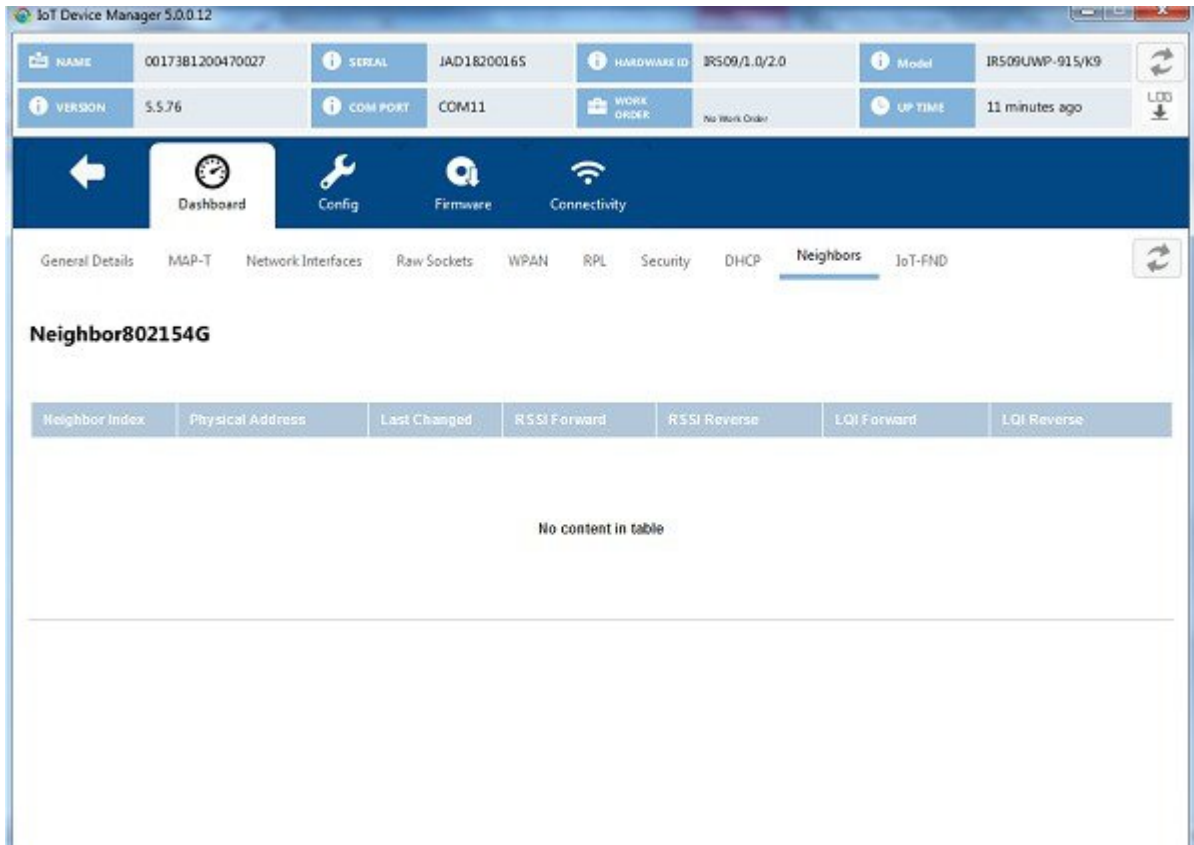 IoT Device Manager 5.0.0.12
NAME 00173B1200470027 SERIAL JAD1820016S HARDWARE ID IR509/1.0/2.0 Model IR509UWP-915/K9
VERSION 5.5.76 COM PORT COM11 WORK ORDER No Work Order UP TIME 11 minutes ago LOG
Dashboard Config Firmware Connectivity
General Details MAP-T Network Interfaces Raw Sockets WPAN RPL Security DHCP Neighbors IoT-FND
Neighbor802154G
Neighbor Index Physical Address Last Changed RSSI Forward RSSI Reverse LQI Forward LQI Reverse
No content in table